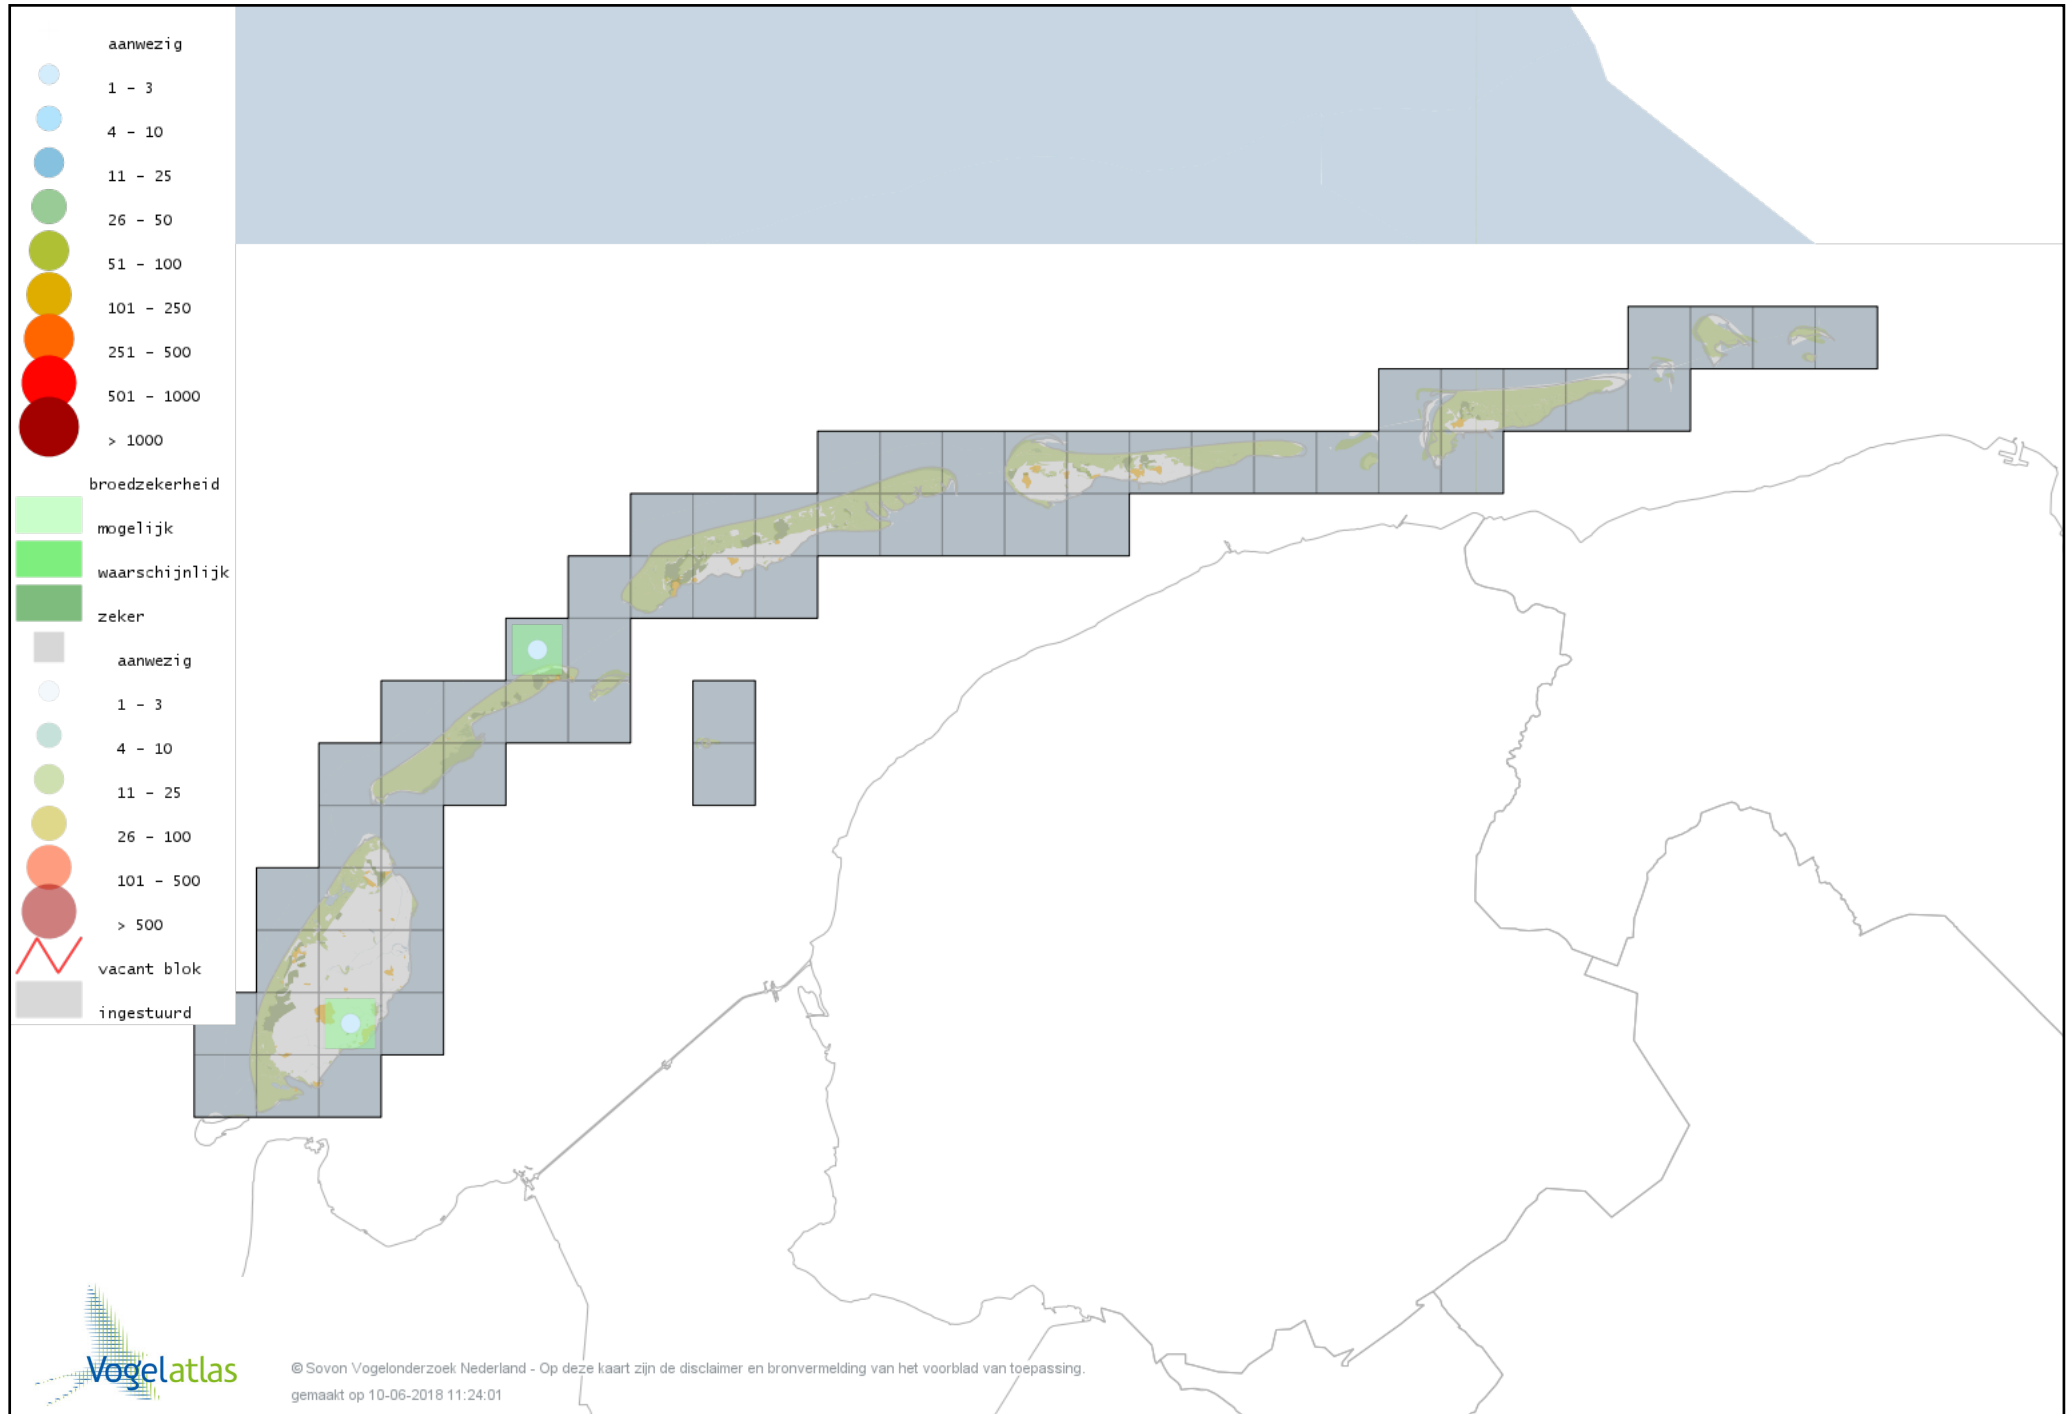 aanwezig
1 - 3
4 - 10
11 - 25
26 - 50
51 - 100
101 - 250
251 - 500
501 - 1000
> 1000
broedzekerheid
mogelijk
waarschijnlijk
zeker
aanwezig
1 - 3
4 - 10
11 - 25
26 - 100
101 - 500
> 500
vacant blok
ingestuurd
Vogelatlas
© Sovon Vogelonderzoek Nederland - Op deze kaart zijn de disclaimer en bronvermelding van het voorblad van toepassing.
gemaakt op 10-06-2018 11:24:01